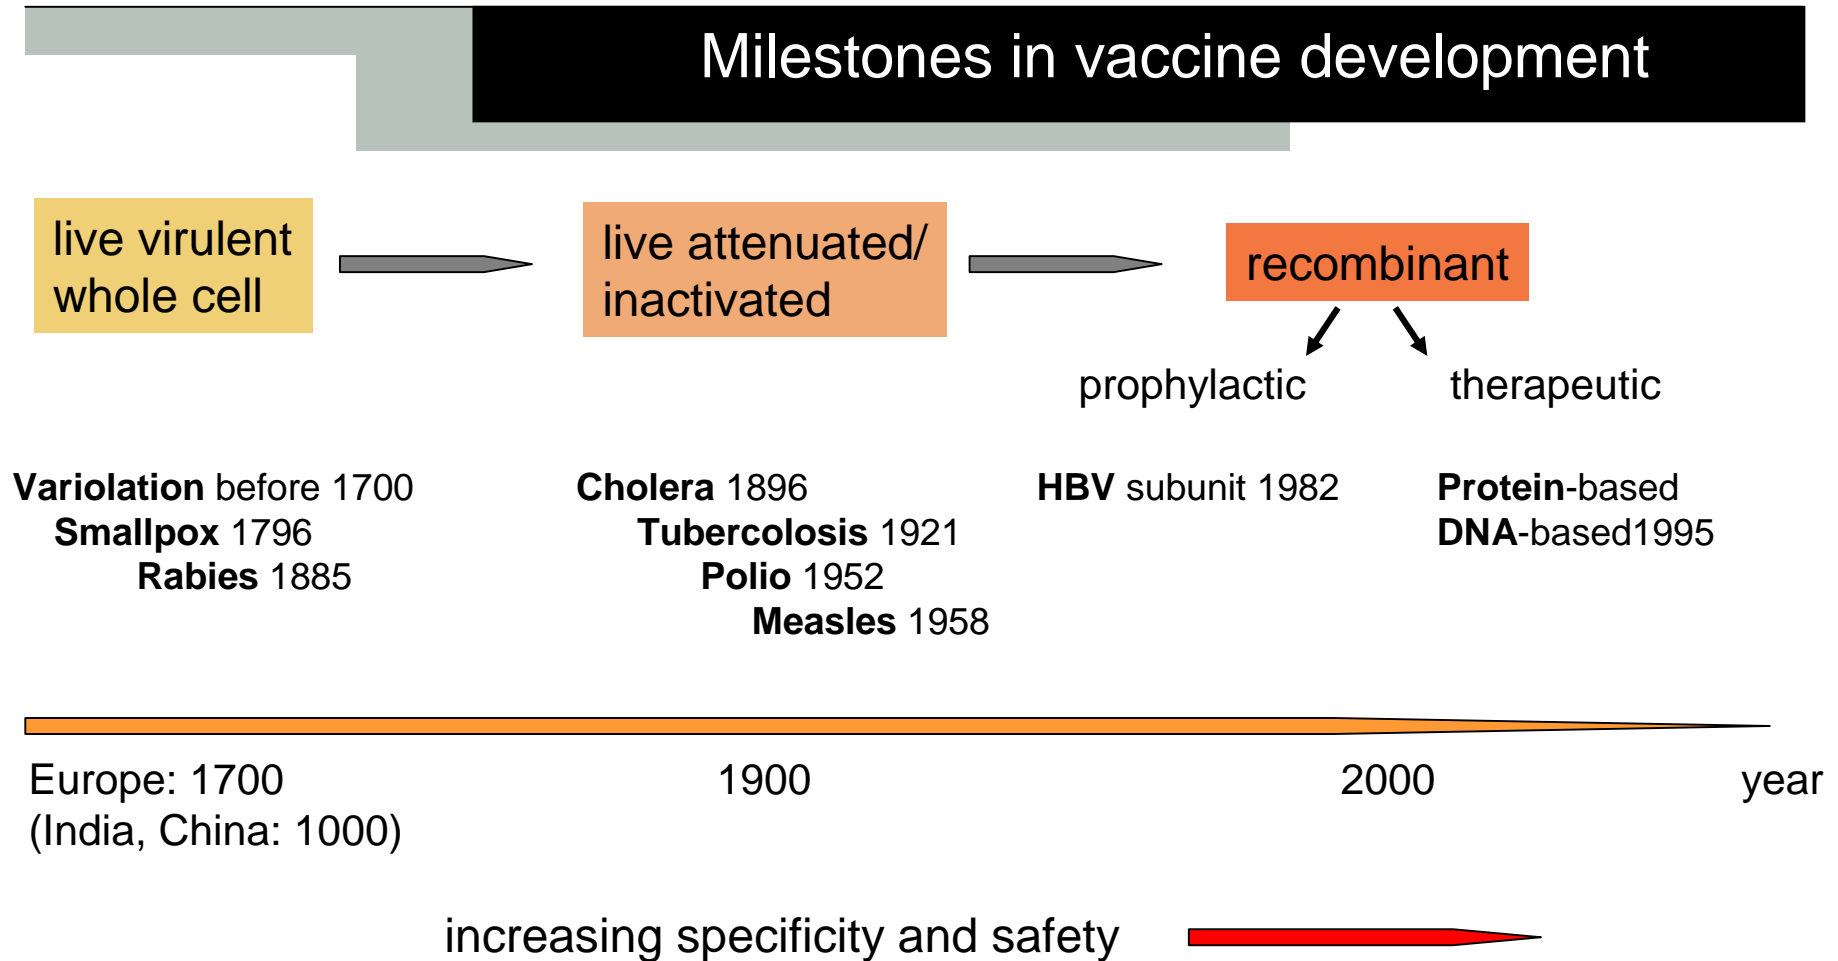 Milestones in vaccine development
live virulent
whole cell
live attenuated/
inactivated
recombinant
prophylactic
therapeutic
Variolation before 1700
Smallpox 1796
Rabies 1885
Cholera 1896
Tubercolosis 1921
Polio 1952
Measles 1958
HBV subunit 1982
Protein-based
DNA-based1995
Europe: 1700
(India, China: 1000)
1900
2000
year
increasing specificity and safety